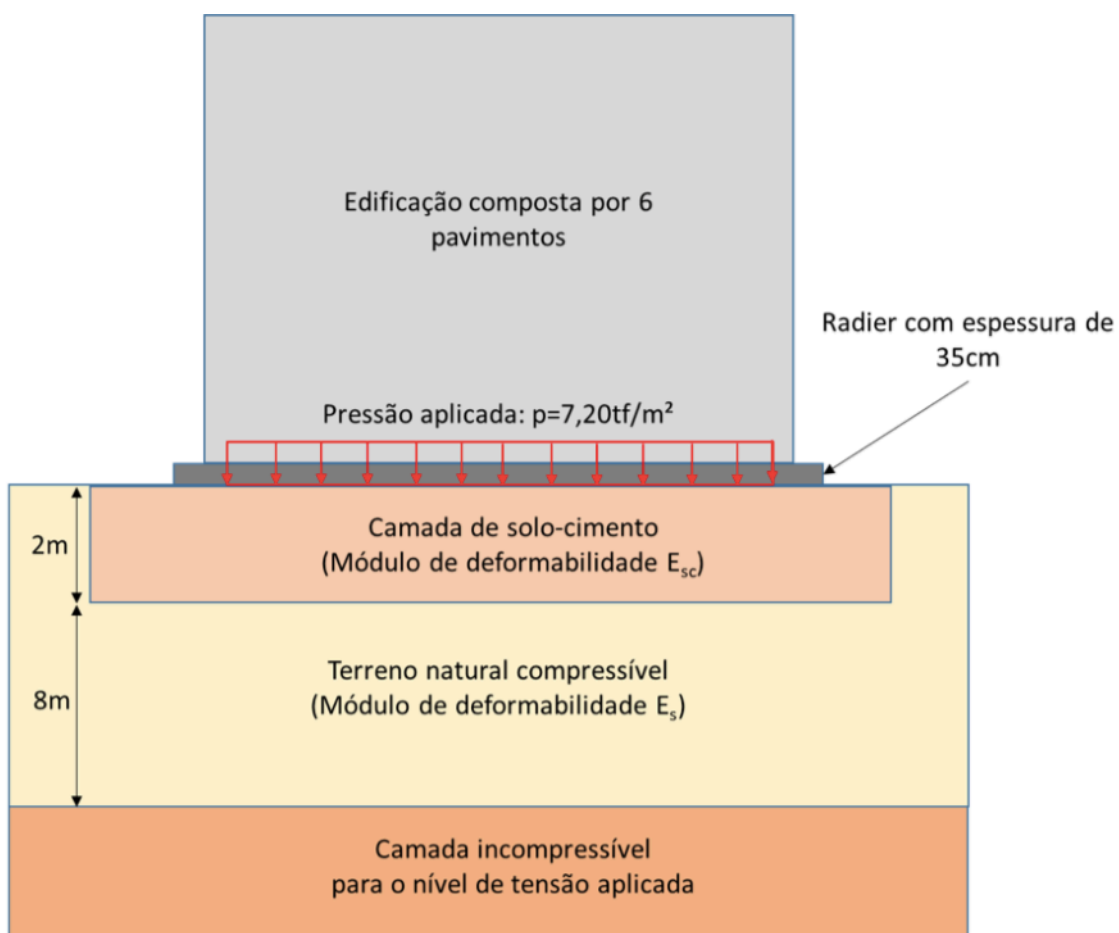 Edificação composta por 6
pavimentos
Radier com espessura de
35cm
Pressão aplicada: p=7,20tf/m²
2m
Camada de solo-cimento
(Módulo de deformabilidade Esc)
8m
Terreno natural compressível
(Módulo de deformabilidade Es)
Camada incompressível
para o nível de tensão aplicada